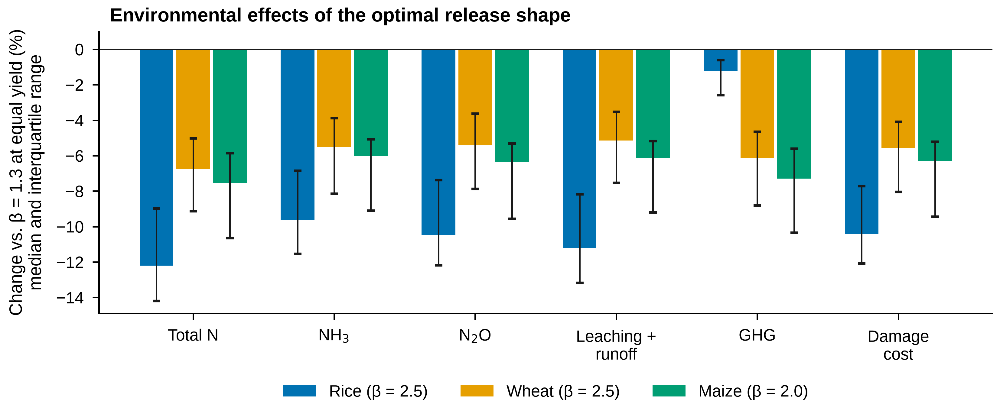 Environmental effects of the optimal release shape
Change vs. β = 1.3 at equal yield (%)
median and interquartile range
0
−2
−4
−6
−8
−10
−12
−14
Total N
NH₃
N₂O
Leaching +
runoff
GHG
Damage
cost
Rice (β = 2.5)
Wheat (β = 2.5)
Maize (β = 2.0)